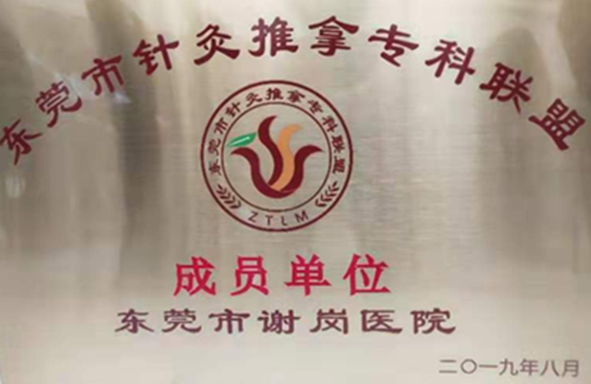 东莞市针灸推拿专科联盟
东莞市针灸推拿专科联盟
ZTLM
成员单位
东莞市谢岗医院
二〇一九年八月